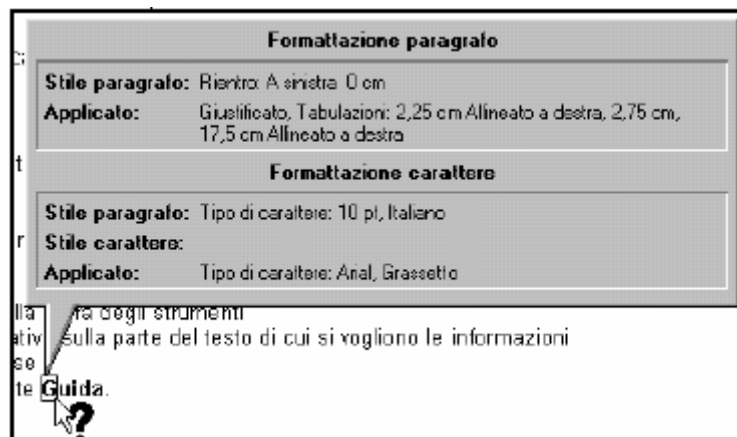 Formattazione paragrafo
Stile paragrafo: Rientro: A sinistra 0 cm
Applicato: Giustificato, Tabulazioni: 2,25 cm Allineato a destra, 2,75 cm,
17,5 cm Allineato a destra
Formattazione carattere
Stile paragrafo: Tipo di carattere: 10 pt, Italiano
Stile carattere:
Applicato: Tipo di carattere: Arial, Grassetto
degli strumenti
sulla parte del testo di cui si vogliono le informazioni
te Guida.